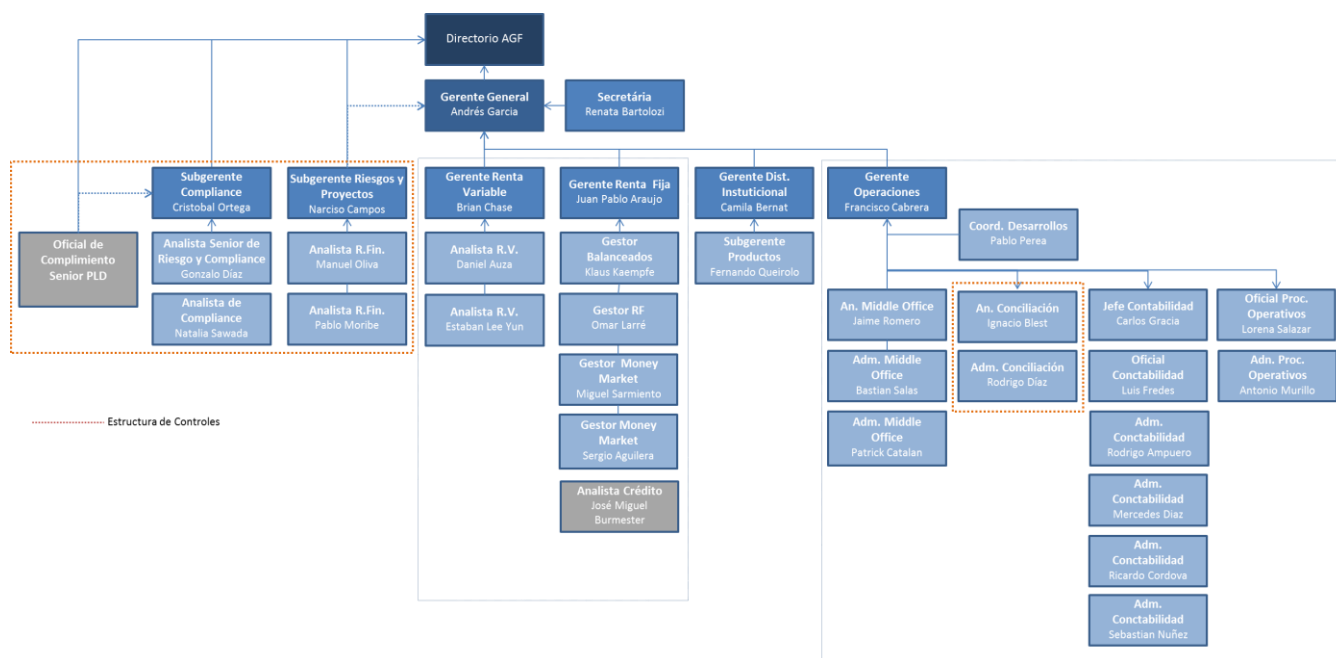 Directorio AGF
Gerente General
Andrés Garcia
Secretária
Renata Bartolozi
Subgerente
Compliance
Cristobal Ortega
Subgerente Riesgos y
Proyectos
Narciso Campos
Gerente Renta
Variable
Brian Chase
Gerente Renta Fija
Juan Pablo Araujo
Gerente Dist.
Instuticional
Camila Bernat
Gerente
Operaciones
Francisco Cabrera
Coord. Desarrollos
Pablo Perea
Oficial de
Complimiento
Senior PLD
Analista Senior de
Riesgo y Compliance
Gonzalo Díaz
Analista R.Fin.
Manuel Oliva
Analista R.V.
Daniel Auza
Gestor
Balanceados
Klaus Kaempfe
Subgerente
Productos
Fernando Queirolo
Analista de
Compliance
Natalia Sawada
Analista R.Fin.
Pablo Moribe
Analista R.V.
Estaban Lee Yun
Gestor RF
Omar Larré
An. Middle Office
Jaime Romero
An. Conciliación
Ignacio Blest
Jefe Contabilidad
Carlos Gracia
Oficial Proc.
Operativos
Lorena Salazar
Gestor Money
Market
Miguel Sarmiento
Adm. Middle
Office
Bastian Salas
Adm. Conciliación
Rodrigo Díaz
Oficial
Conctabilidad
Luis Fredes
Adn. Proc.
Operativos
Antonio Murillo
Estructura de Controles
Gestor Money
Market
Sergio Aguilera
Adm. Middle
Office
Patrick Catalan
Adm.
Conctabilidad
Rodrigo Ampuero
Analista Crédito
José Miguel
Burmester
Adm.
Conctabilidad
Mercedes Diaz
Adm.
Conctabilidad
Ricardo Cordova
Adm.
Conctabilidad
Sebastian Nuñez